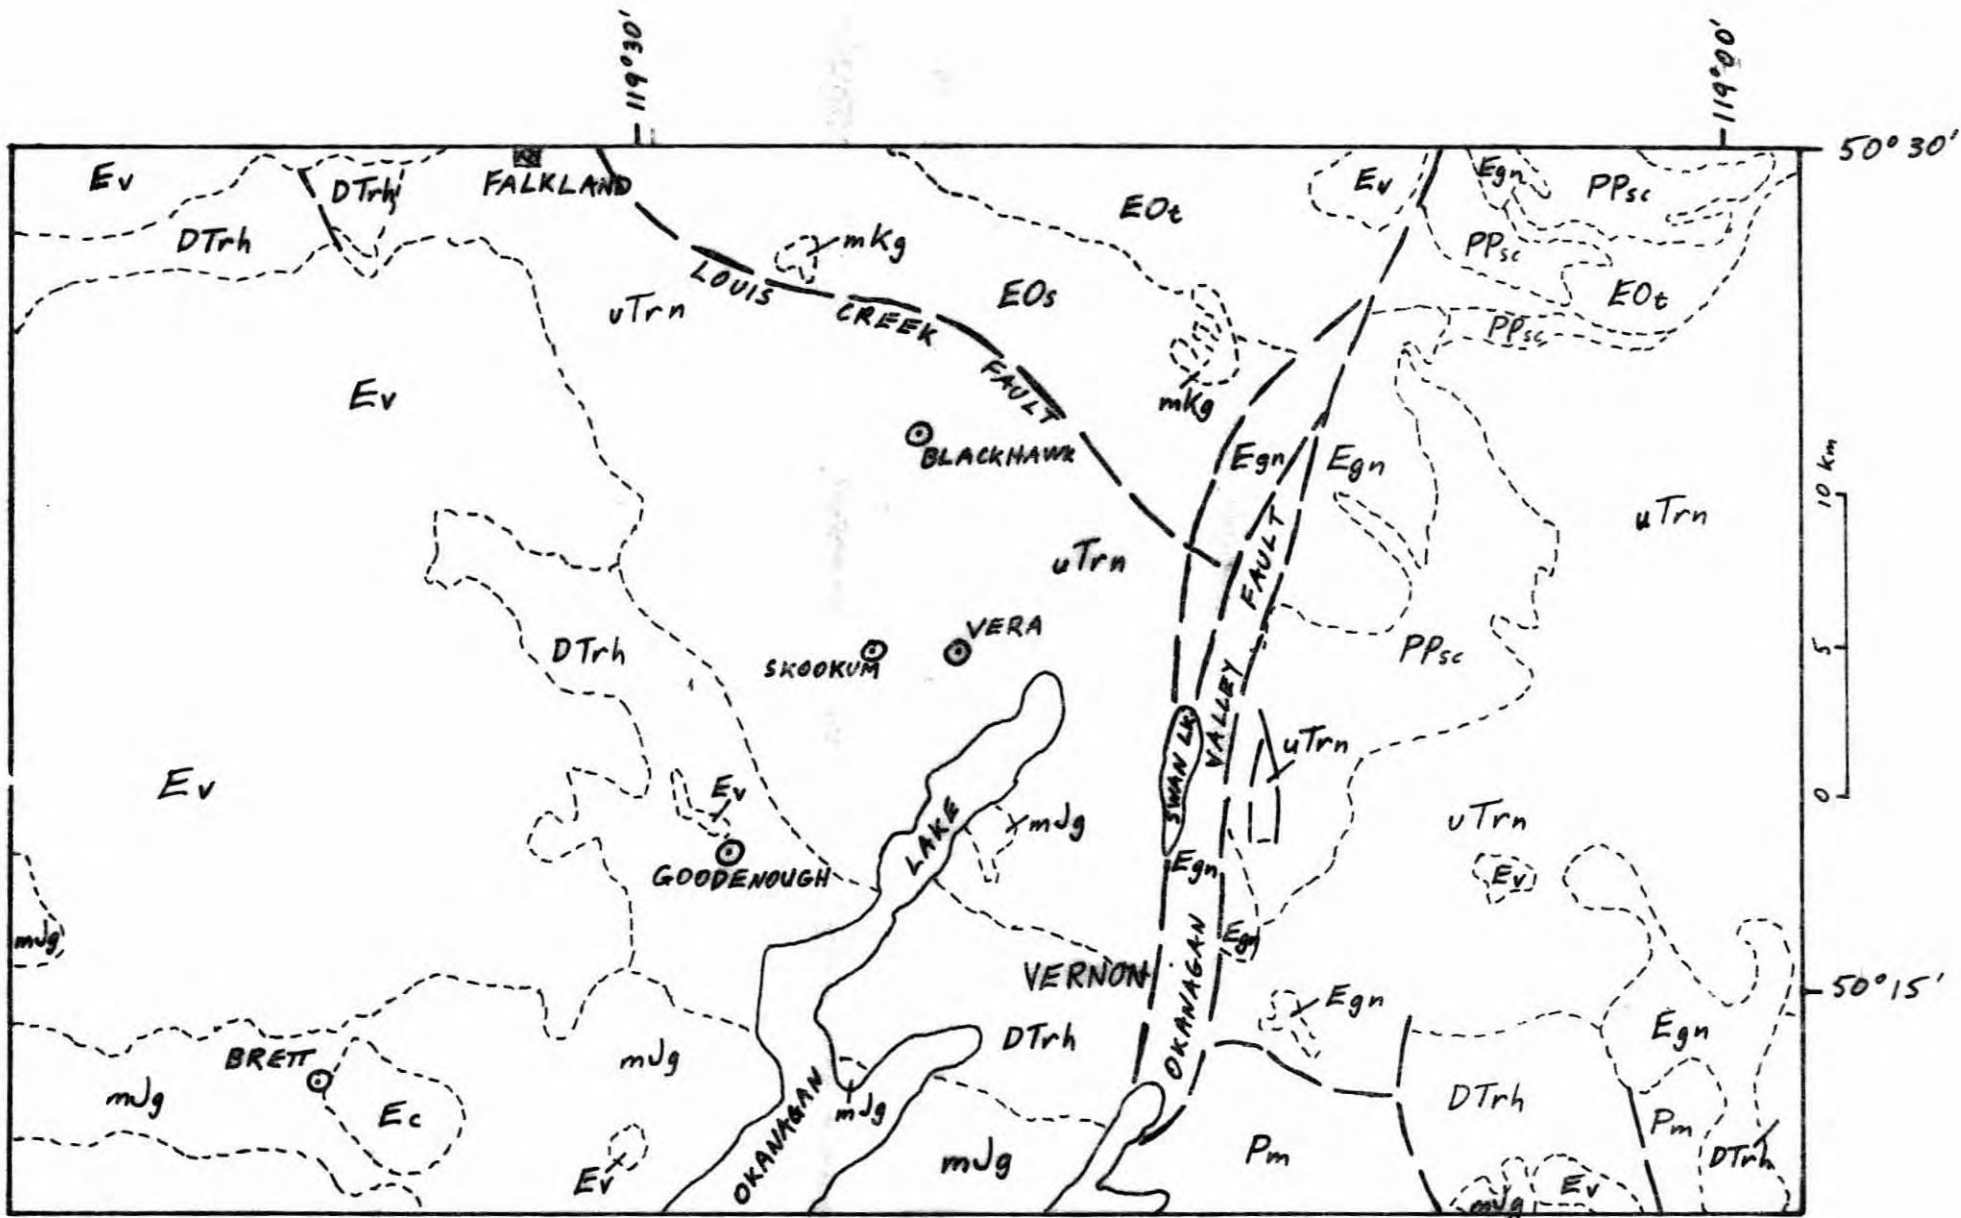 119°30'
119°00'
50°30'
Ev
DTrh
FALKLAND
DTrh
mKg
EOt
Ev
Egn
PPsc
PPsc
EOt
PPsc
uTrn
LOUIS CREEK FAULT
EOs
mKg
Ev
BLACKHAWK
Egn
Egn
10 km
uTrn
uTrn
DTrh
SKOOKUM
VERA
PPsc
5
Ev
Ev
GOODENOUGH
LAKE
mJg
SWAN LK.
VALLEY FAULT
uTrn
uTrn
0
Egn
Ev
mJg
Egn
VERNON
OKANAGAN
Egn
50°15'
Egn
BRETT
mJg
DTrh
mJg
Ec
mJg
DTrh
Pm
DTrh
Ev
OKANAGAN
mJg
Pm
mJg
Ev